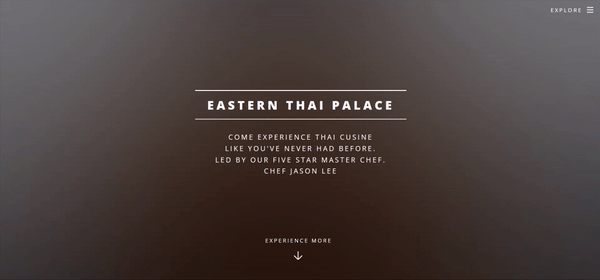 EXPLORE
EASTERN THAI PALACE
COME EXPERIENCE THAI CUSINE
LIKE YOU'VE NEVER HAD BEFORE.
LED BY OUR FIVE STAR MASTER CHEF.
CHEF JASON LEE
EXPERIENCE MORE